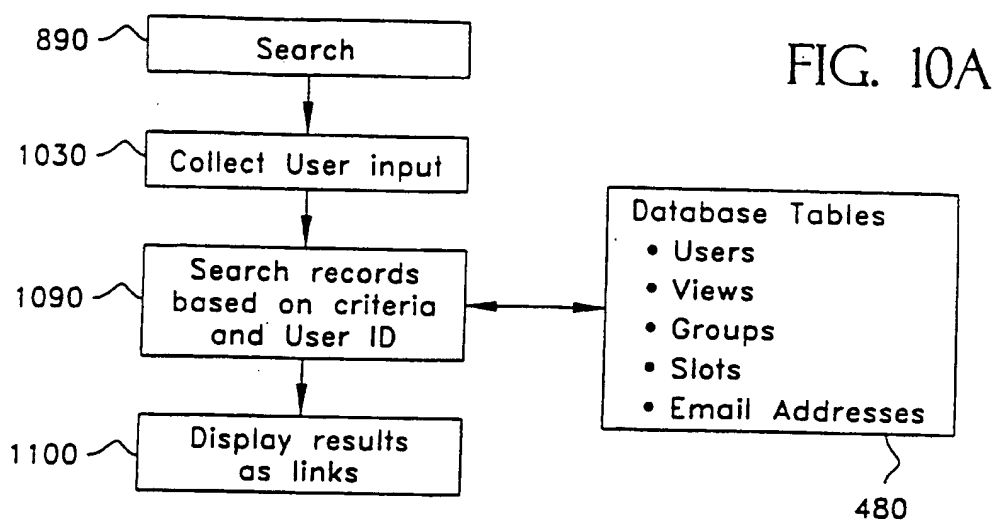 FIG. 10A
890
Search
1030
Collect User input
1090
Search records
based on criteria
and User ID
1100
Display results
as links
Database Tables
• Users
• Views
• Groups
• Slots
• Email Addresses
480